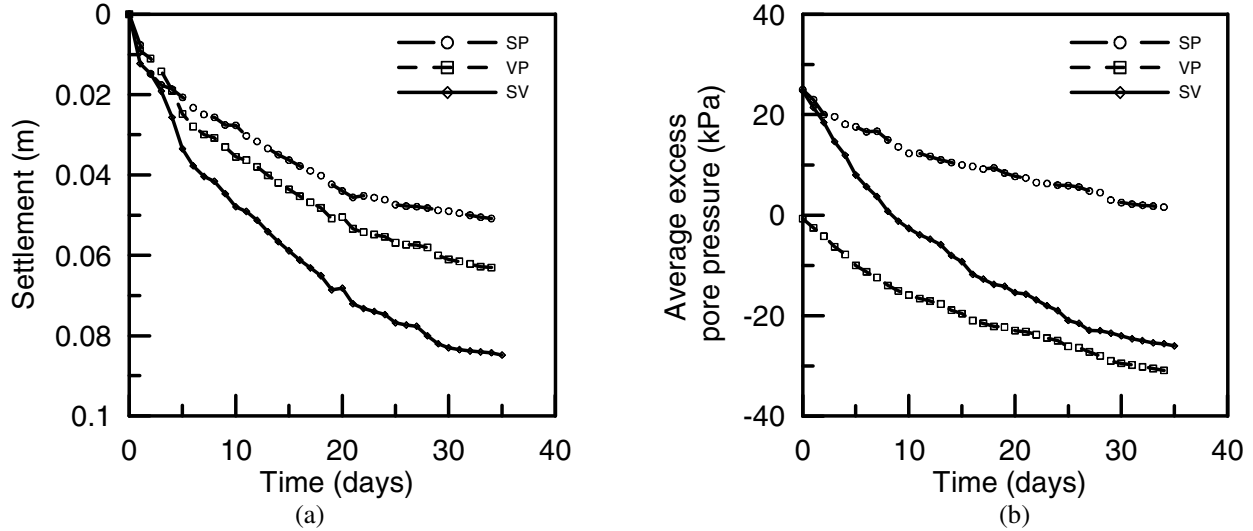 0
0.02
0.04
0.06
0.08
0.1
Settlement (m)
SP
VP
SV
0 10 20 30 40
Time (days)
(a)
40
20
0
-20
-40
Average excess
pore pressure (kPa)
SP
VP
SV
0 10 20 30 40
Time (days)
(b)